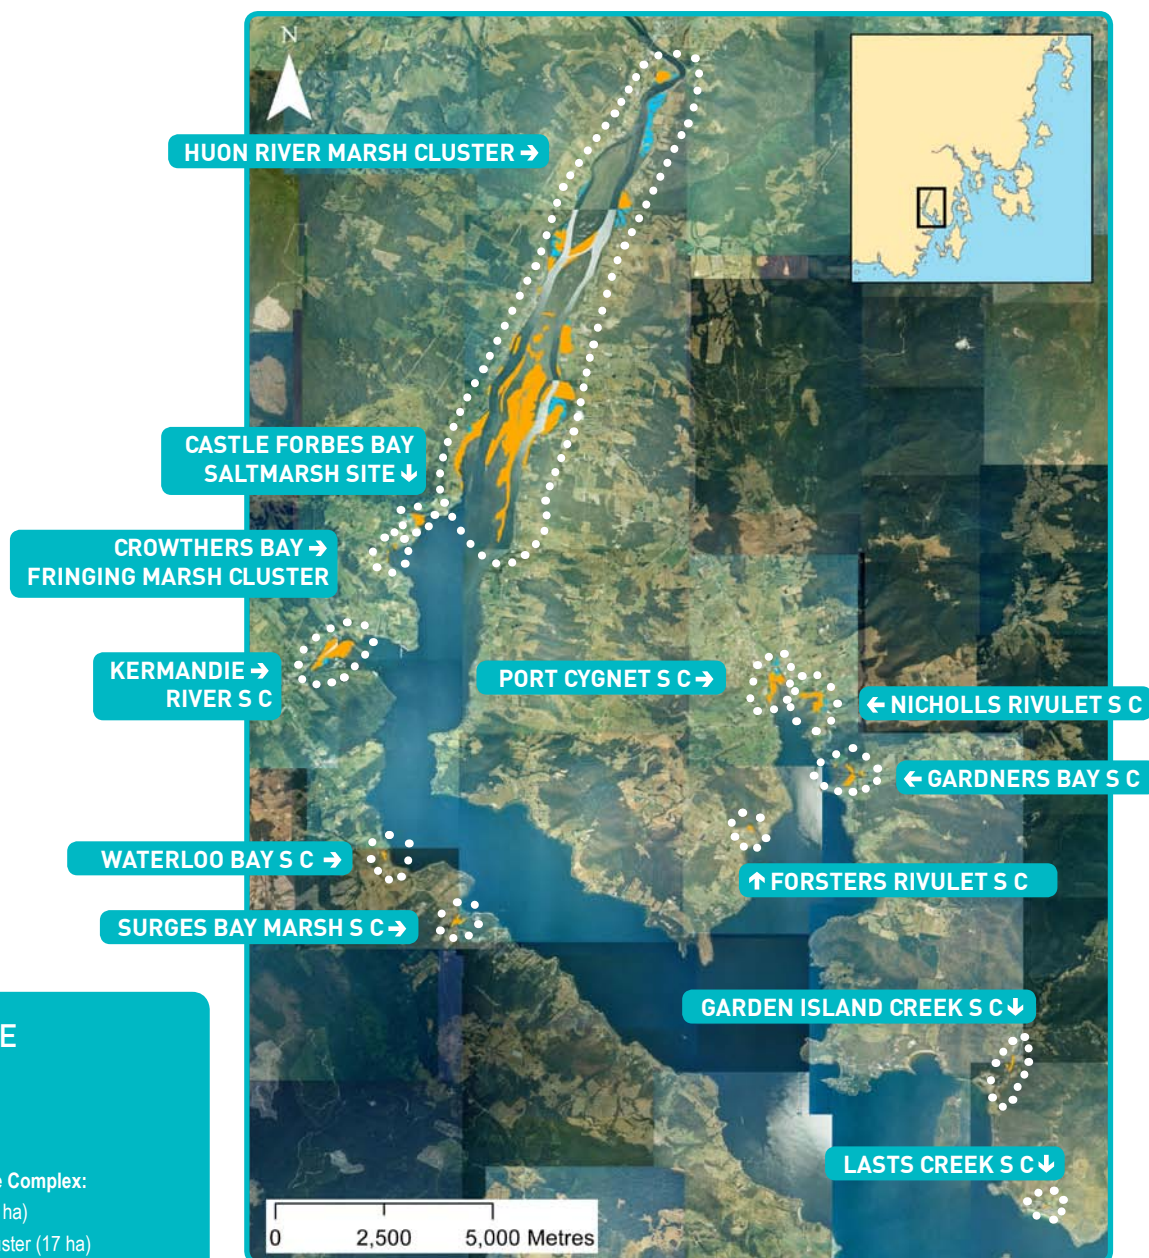 N
HUON RIVER MARSH CLUSTER →
CASTLE FORBES BAY
SALTMARSH SITE ↓
CROWTHERS BAY →
FRINGING MARSH CLUSTER
KERMANDIE →
RIVER S C
PORT CYGNET S C →
← NICHOLLS RIVULET S C
← GARDNERS BAY S C
WATERLOO BAY S C →
↑ FORSTERS RIVULET S C
SURGES BAY MARSH S C →
GARDEN ISLAND CREEK S C ↓
LASTS CREEK S C ↓
E
e Complex:
ha)
uster (17 ha)
0 2,500 5,000 Metres